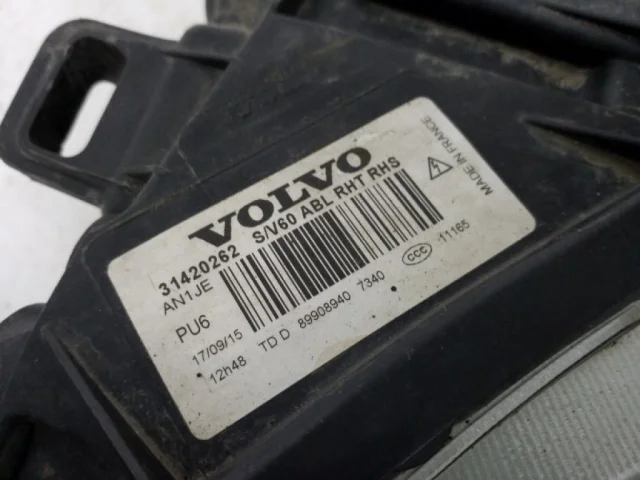 VOLVO
31420262 S/V60 ABL RHT RHS
AN1JE
PU6
17/09/15 TD D 89908940 7340
12h48
CCC 11165
MADE IN FRANCE